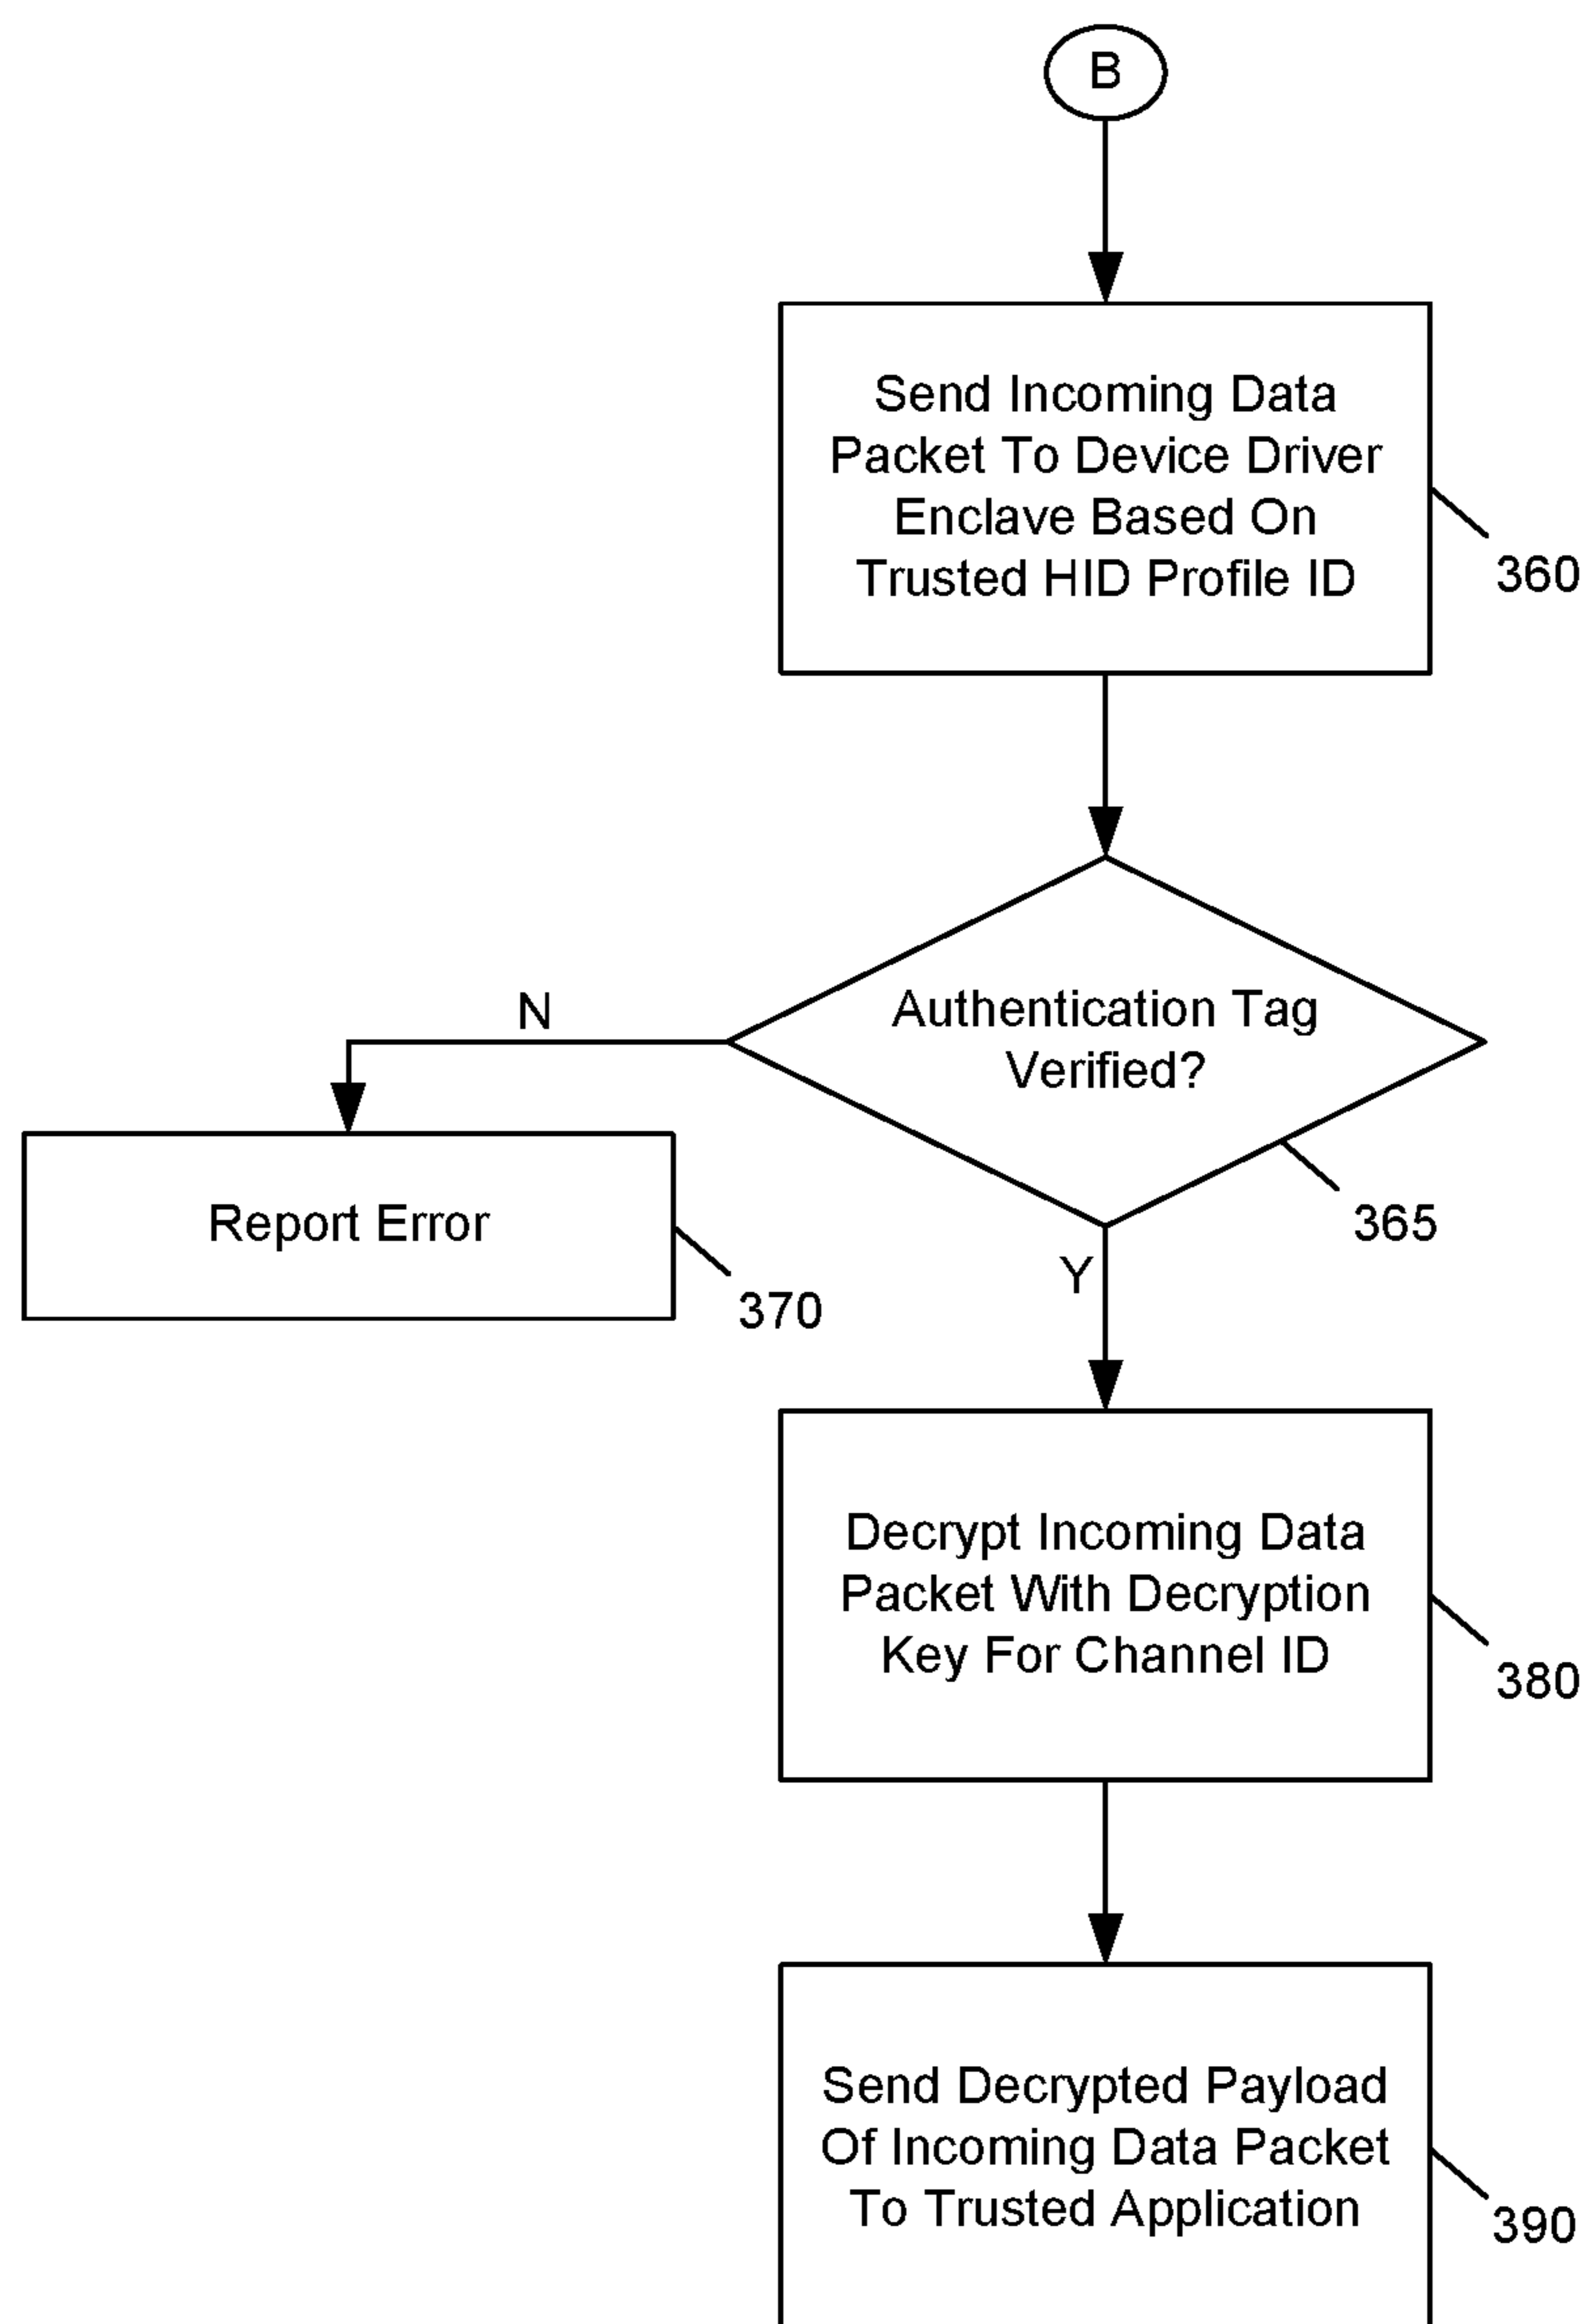 B
Send Incoming Data
Packet To Device Driver
Enclave Based On
Trusted HID Profile ID
360
Authentication Tag
Verified?
N
365
Report Error
370
Y
Decrypt Incoming Data
Packet With Decryption
Key For Channel ID
380
Send Decrypted Payload
Of Incoming Data Packet
To Trusted Application
390